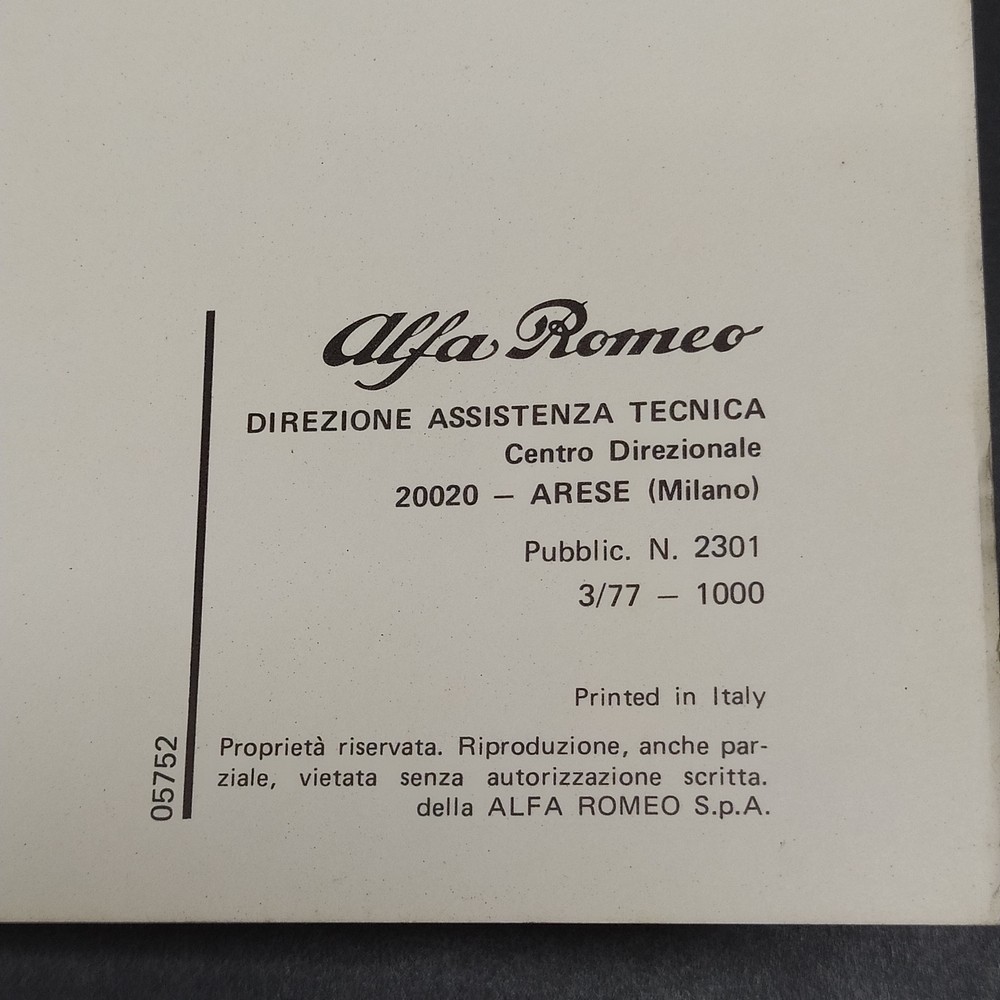 Alfa Romeo
DIREZIONE ASSISTENZA TECNICA
Centro Direzionale
20020 — ARESE (Milano)
Pubblic. N. 2301
3/77 — 1000
Printed in Italy
Proprietà riservata. Riproduzione, anche par-
ziale, vietata senza autorizzazione scritta.
della ALFA ROMEO S.p.A.
05752